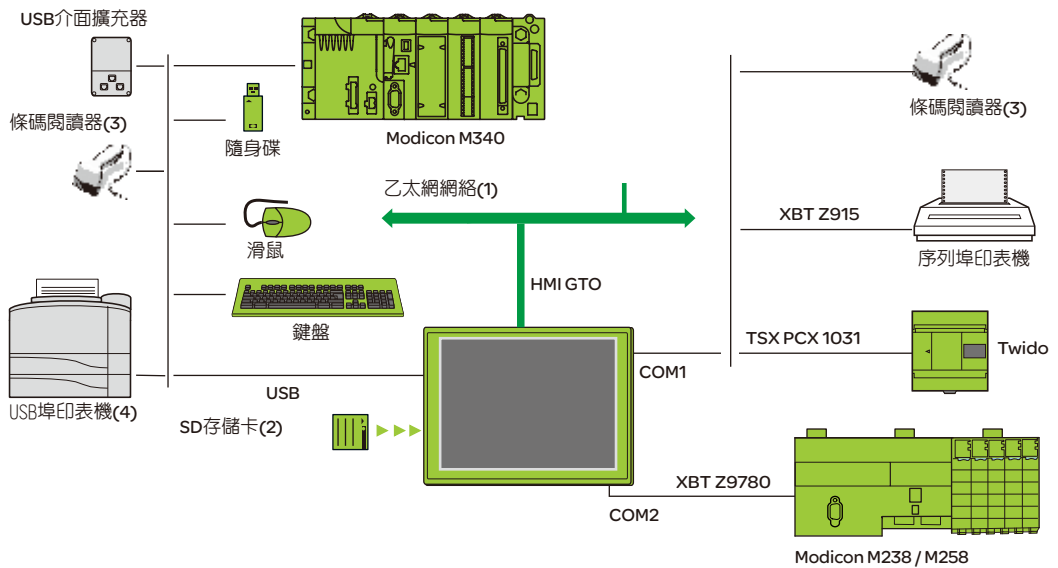 USB介面擴充器
條碼閱讀器(3)
隨身碟
Modicon M340
條碼閱讀器(3)
乙太網網絡(1)
滑鼠
XBT Z915
序列埠印表機
HMI GTO
鍵盤
TSX PCX 1031
Twido
COM1
USB
USB埠印表機(4)
SD存儲卡(2)
XBT Z9780
COM2
Modicon M238 / M258